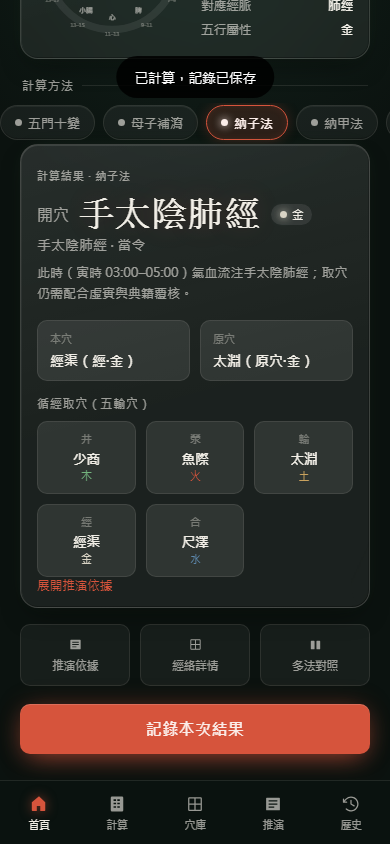 小腸
脾
心
9-11
11-13
對應經脈
肺經
五行屬性
金
計算方法
已計算，記錄已保存
五門十變
母子補瀉
納子法
納甲法
計算結果 · 納子法
開穴 手太陰肺經 金
手太陰肺經 · 當令
此時（寅時 03:00–05:00）氣血流注手太陰肺經；取穴
仍需配合虛實與典籍覆核。
本穴
經渠（經·金）
原穴
太淵（原穴·金）
循經取穴（五輸穴）
井
少商
木
滎
魚際
火
輸
太淵
土
經
經渠
金
合
尺澤
水
展開推演依據
推演依據
經絡詳情
多法對照
記錄本次結果
首頁
計算
穴庫
推演
歷史